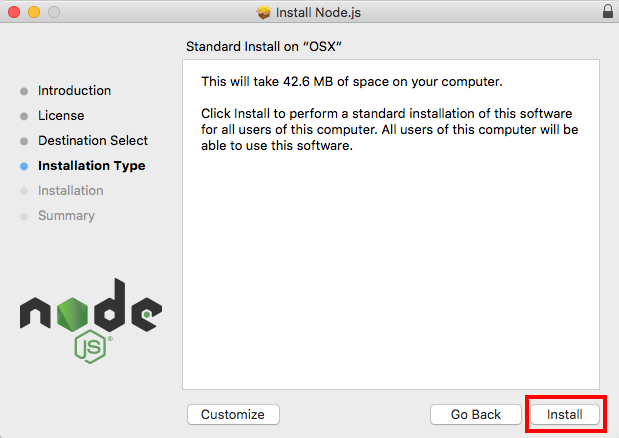 Install Node.js
Standard Install on “OSX”
Introduction
License
Destination Select
Installation Type
Installation
Summary
This will take 42.6 MB of space on your computer.
Click Install to perform a standard installation of this software
for all users of this computer. All users of this computer will be
able to use this software.
node
JS®
Customize
Go Back
Install